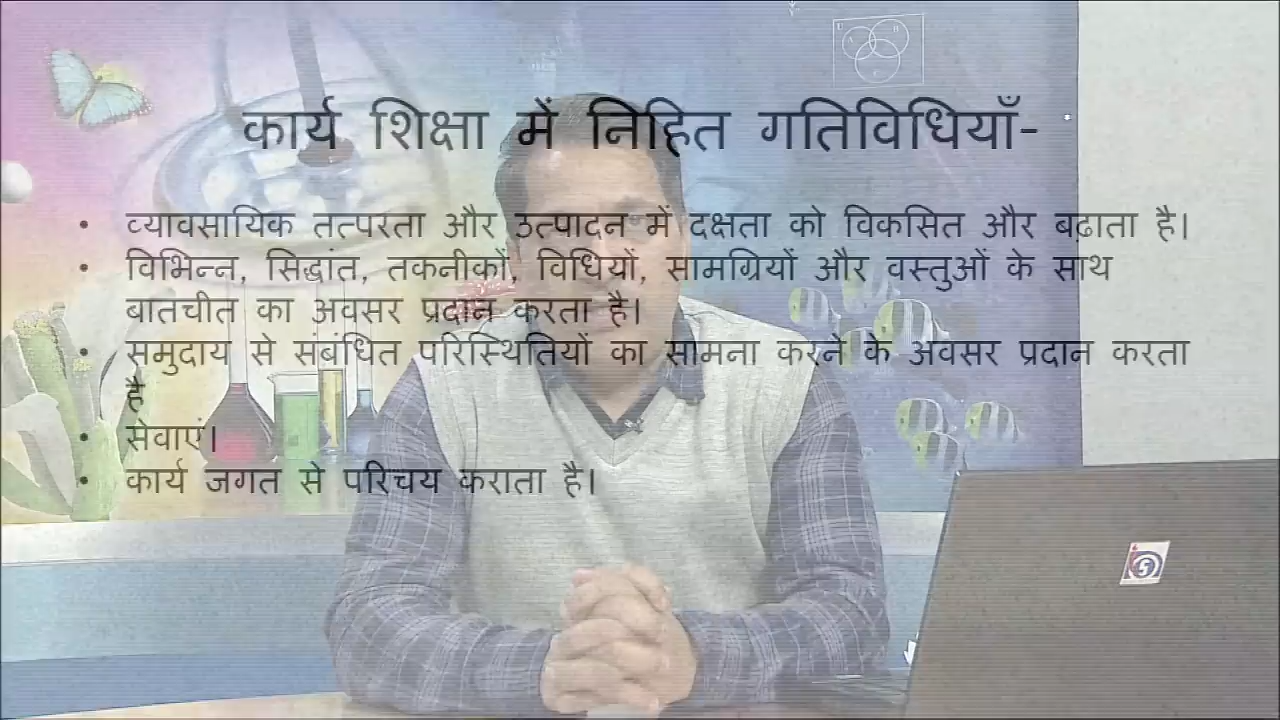 कार्य शिक्षा में निहित गतिविधियाँ-
• व्यावसायिक तत्परता और उत्पादन में दक्षता को विकसित और बढ़ाता है।
• विभिन्न, सिद्धांत, तकनीकों, विधियों, सामग्रियों और वस्तुओं के साथ
बातचीत का अवसर प्रदान करता है।
• समुदाय से संबंधित परिस्थितियों का सामना करने के अवसर प्रदान करता
है
• सेवाएं।
• कार्य जगत से परिचय कराता है।